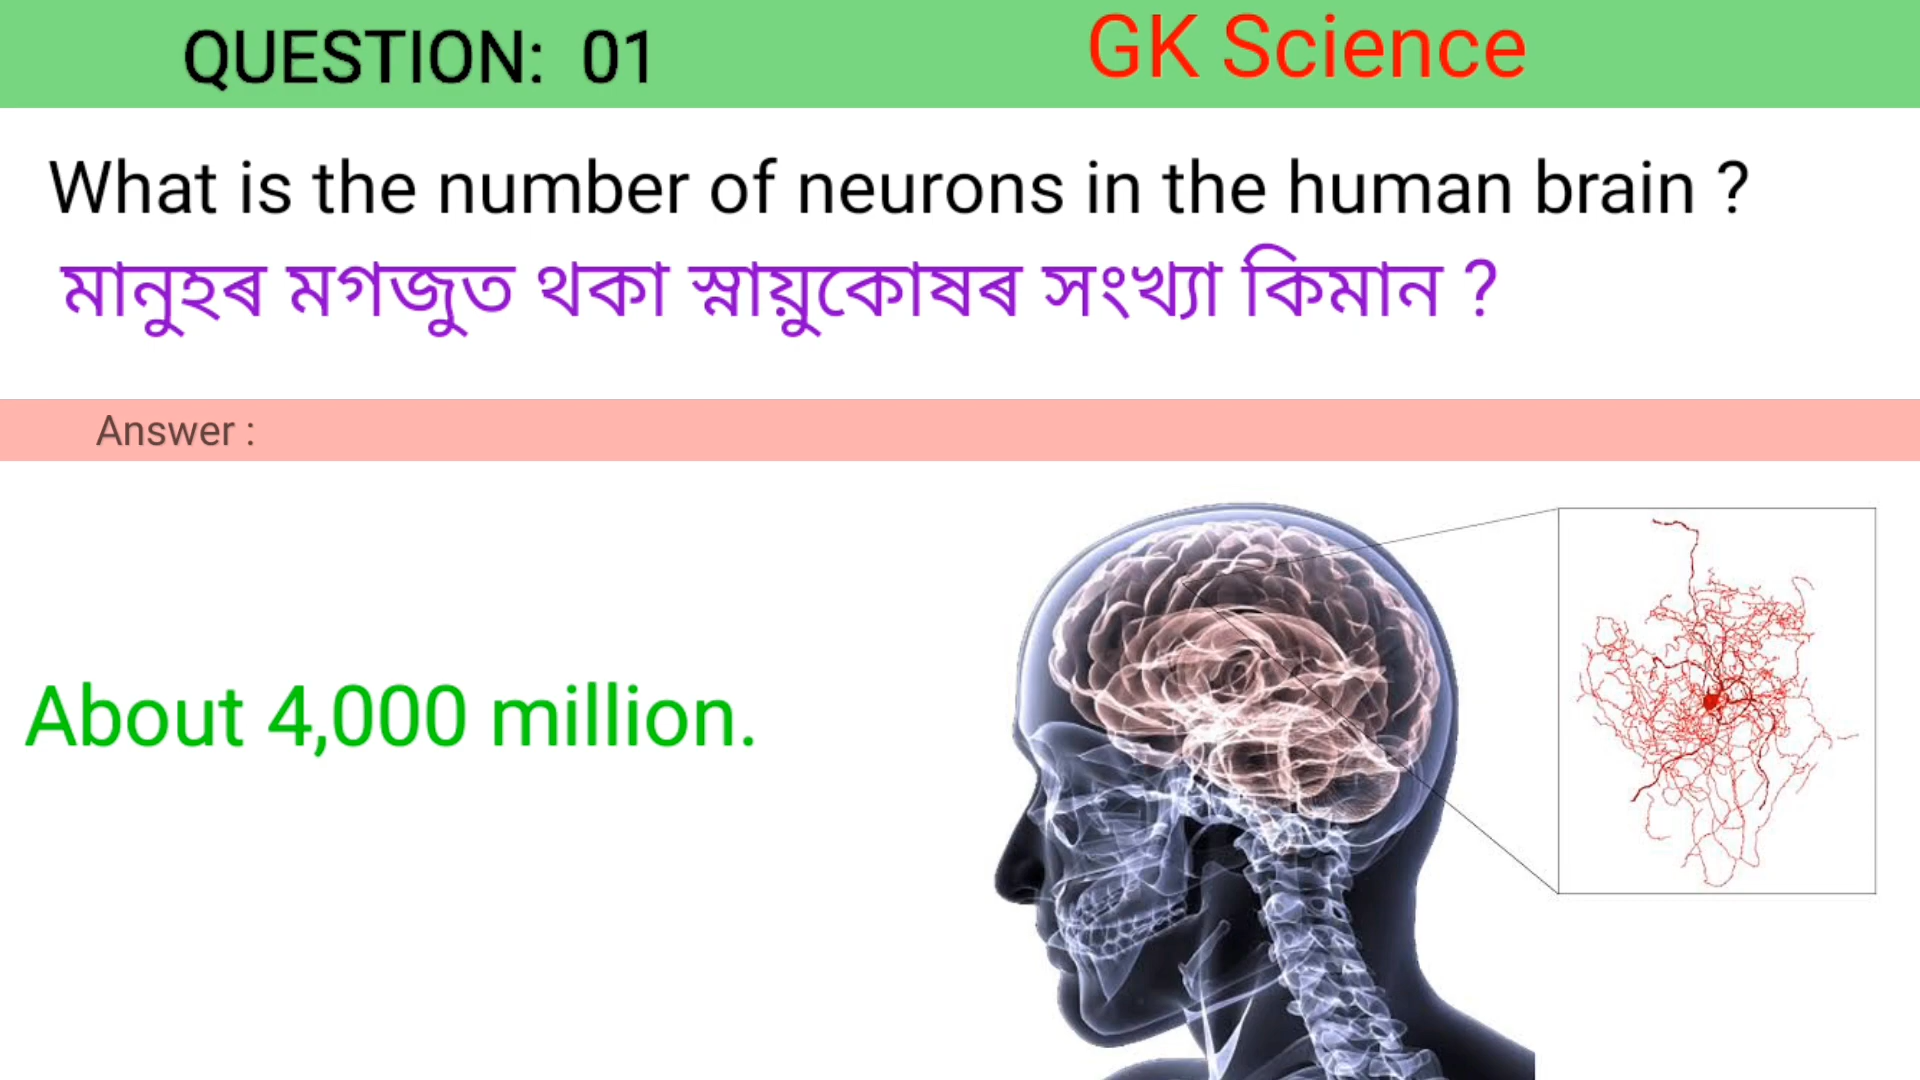 QUESTION: 01
GK Science
What is the number of neurons in the human brain ?
মানুহৰ মগজুত থকা স্নায়ুকোষৰ সংখ্যা কিমান ?
Answer :
About 4,000 million.